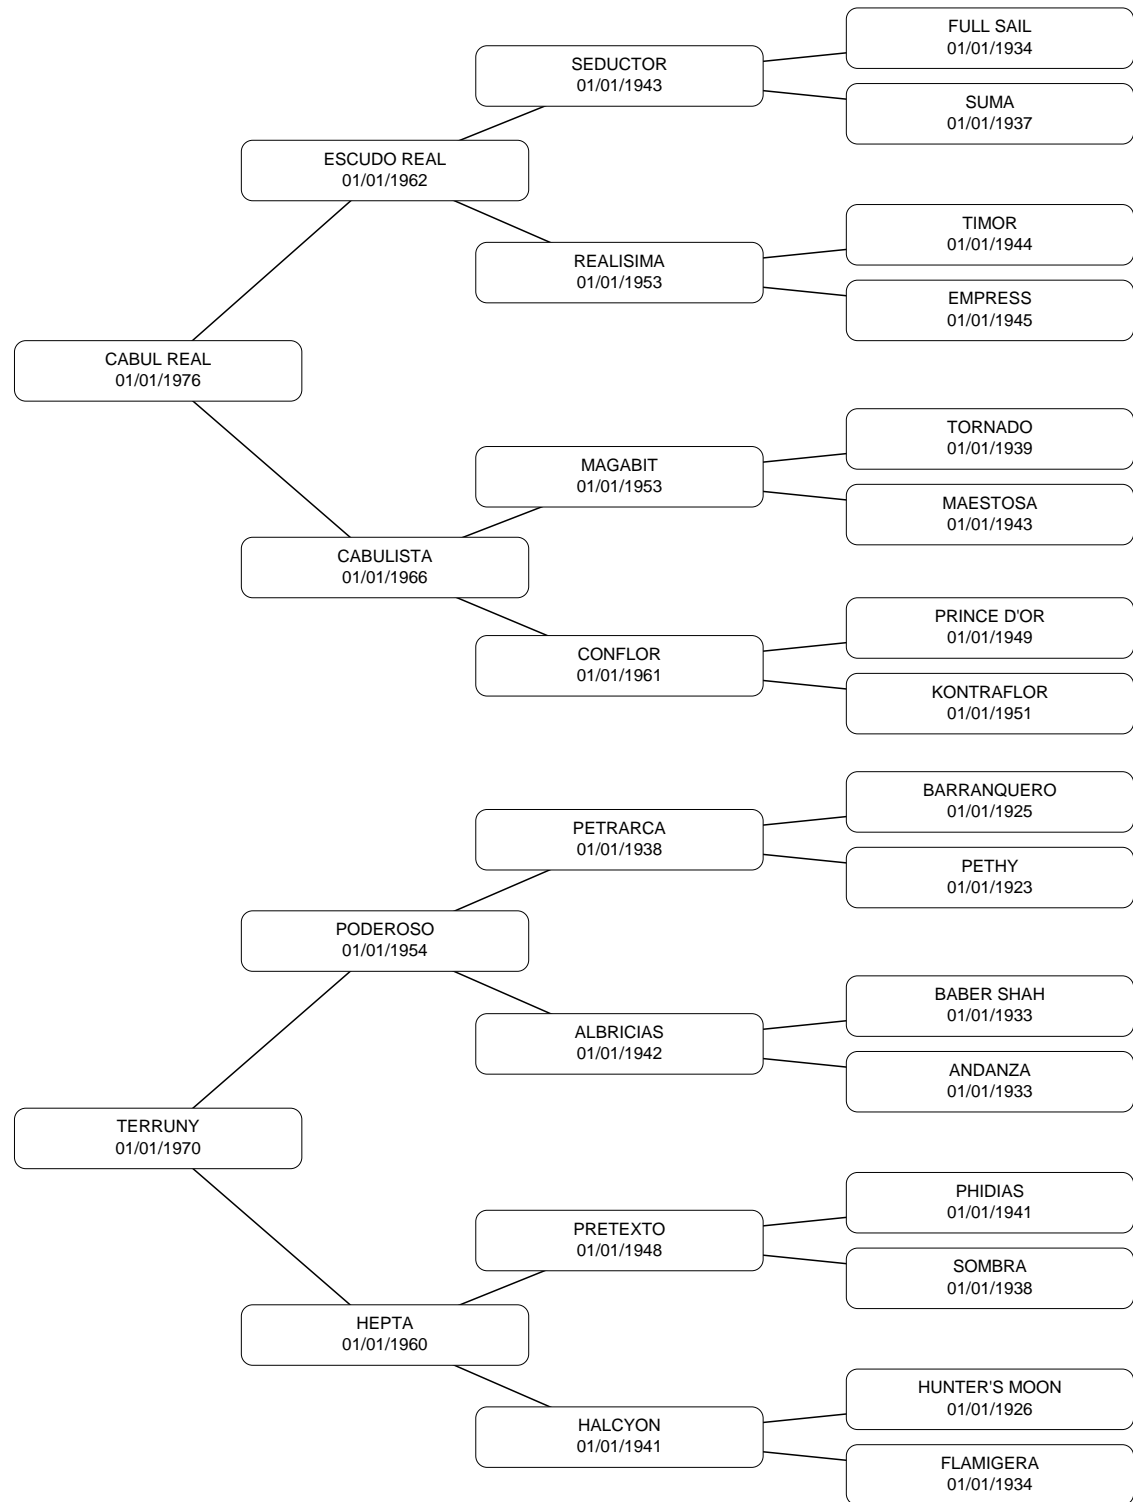 FULL SAIL
01/01/1934
SEDUCTOR
01/01/1943
SUMA
01/01/1937
ESCUDO REAL
01/01/1962
TIMOR
01/01/1944
REALISIMA
01/01/1953
EMPRESS
01/01/1945
CABUL REAL
01/01/1976
TORNADO
01/01/1939
MAGABIT
01/01/1953
MAESTOSA
01/01/1943
CABULISTA
01/01/1966
PRINCE D'OR
01/01/1949
CONFLOR
01/01/1961
KONTRAFLOR
01/01/1951
BARRANQUERO
01/01/1925
PETRARCA
01/01/1938
PETHY
01/01/1923
PODEROSO
01/01/1954
BABER SHAH
01/01/1933
ALBRICIAS
01/01/1942
ANDANZA
01/01/1933
TERRUNY
01/01/1970
PHIDIAS
01/01/1941
PRETEXTO
01/01/1948
SOMBRA
01/01/1938
HEPTA
01/01/1960
HUNTER'S MOON
01/01/1926
HALCYON
01/01/1941
FLAMIGERA
01/01/1934